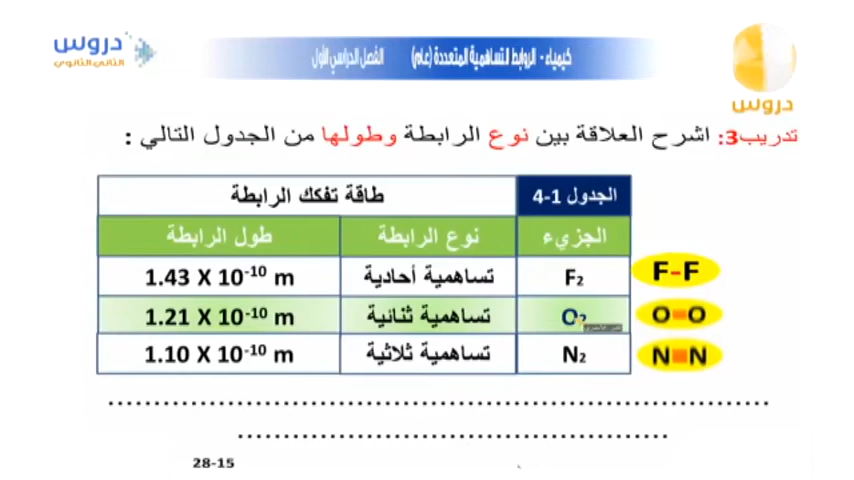 دروس
الثاني الثانوي
كيمياء - الروابط التساهمية المتعددة (عام) الفصل الدراسي الأول
دروس
تدريب3: اشرح العلاقة بين نوع الرابطة وطولها من الجدول التالي :
الجدول 1-4 طاقة تفكك الرابطة
الجزيء نوع الرابطة طول الرابطة
F₂ تساهمية أحادية 1.43 X 10⁻¹⁰ m
O₂ تساهمية ثنائية 1.21 X 10⁻¹⁰ m
N₂ تساهمية ثلاثية 1.10 X 10⁻¹⁰ m
F-F
O=O
N≡N
28-15